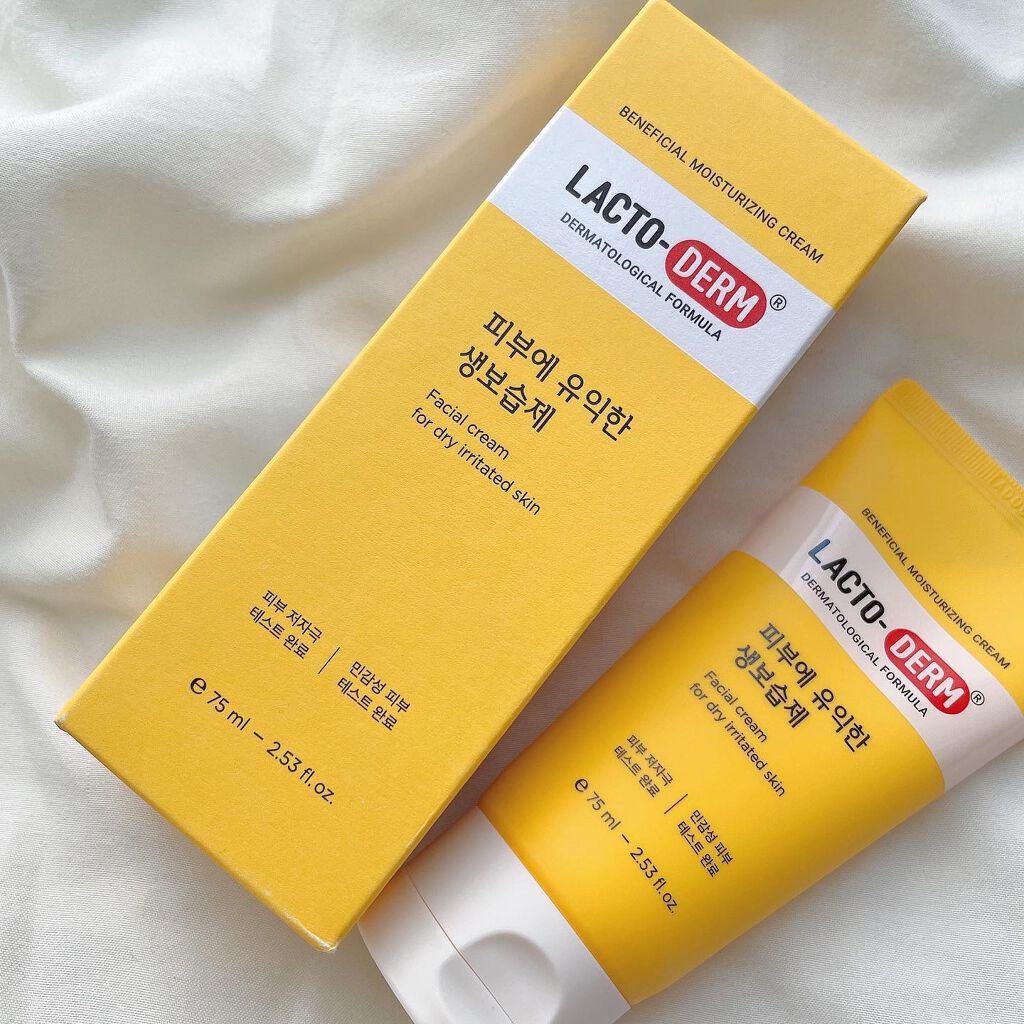 BENEFICIAL MOISTURIZING CREAM
LACTO-DERM®
DERMATOLOGICAL FORMULA
피부에 유익한
생보습제
Facial cream
for dry irritated skin
피부 저자극
테스트 완료
민감성 피부
테스트 완료
℮ 75 ml – 2.53 fl. oz.
BENEFICIAL MOISTURIZING CREAM
LACTO-DERM®
DERMATOLOGICAL FORMULA
피부에 유익한
생보습제
Facial cream
for dry irritated skin
피부 저자극
테스트 완료
민감성 피부
테스트 완료
℮ 75 ml – 2.53 fl. oz.